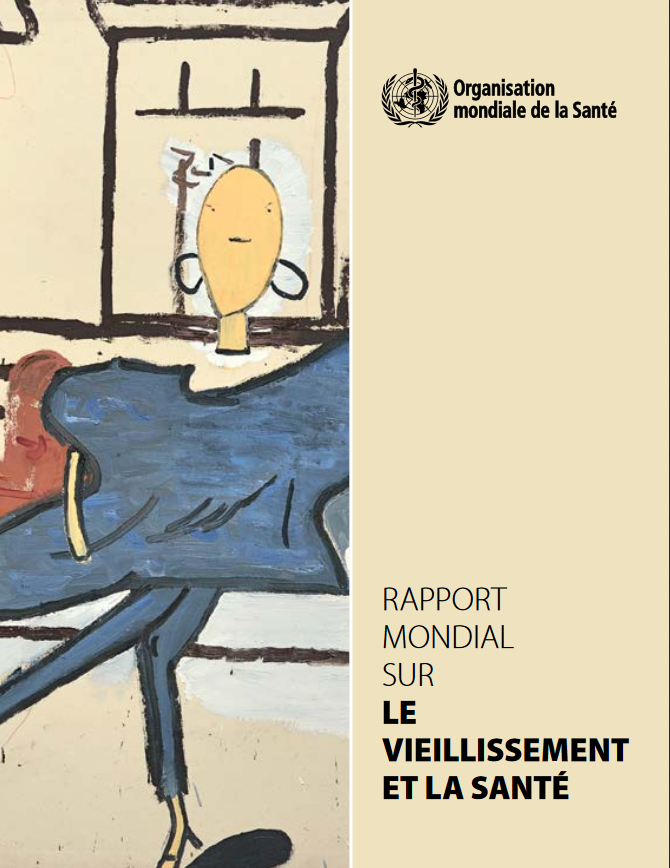 Organisation
mondiale de la Santé
RAPPORT
MONDIAL
SUR
LE
VIEILLISSEMENT
ET LA SANTÉ